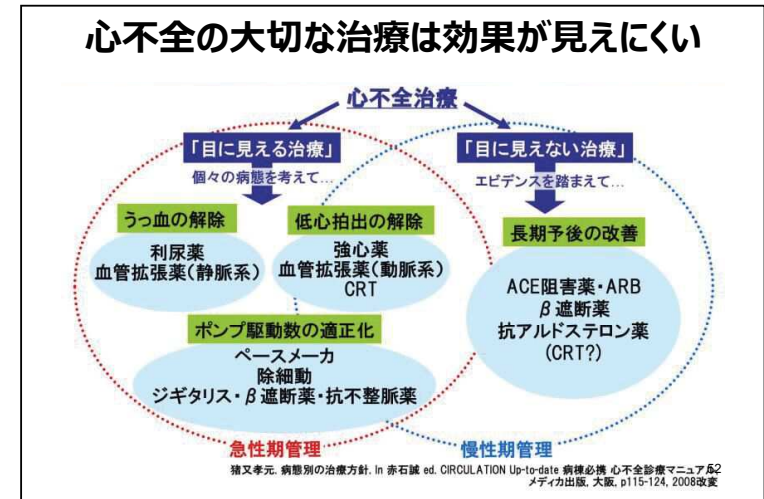 心不全の大切な治療は効果が見えにくい
心不全治療
「目に見える治療」
個々の病態を考えて…
うっ血の解除
利尿薬
血管拡張薬(静脈系)
低心拍出の解除
強心薬
血管拡張薬(動脈系)
CRT
ポンプ駆動数の適正化
ペースメーカ
除細動
ジギタリス・β遮断薬・抗不整脈薬
急性期管理
「目に見えない治療」
エビデンスを踏まえて…
長期予後の改善
ACE阻害薬・ARB
β遮断薬
抗アルドステロン薬
(CRT?)
慢性期管理
猪又孝元. 病態別の治療方針. In 赤石誠 ed. CIRCULATION Up-to-date 病棟必携 心不全診療マニュアル
メディカ出版, 大阪, p115-124, 2008改変
52